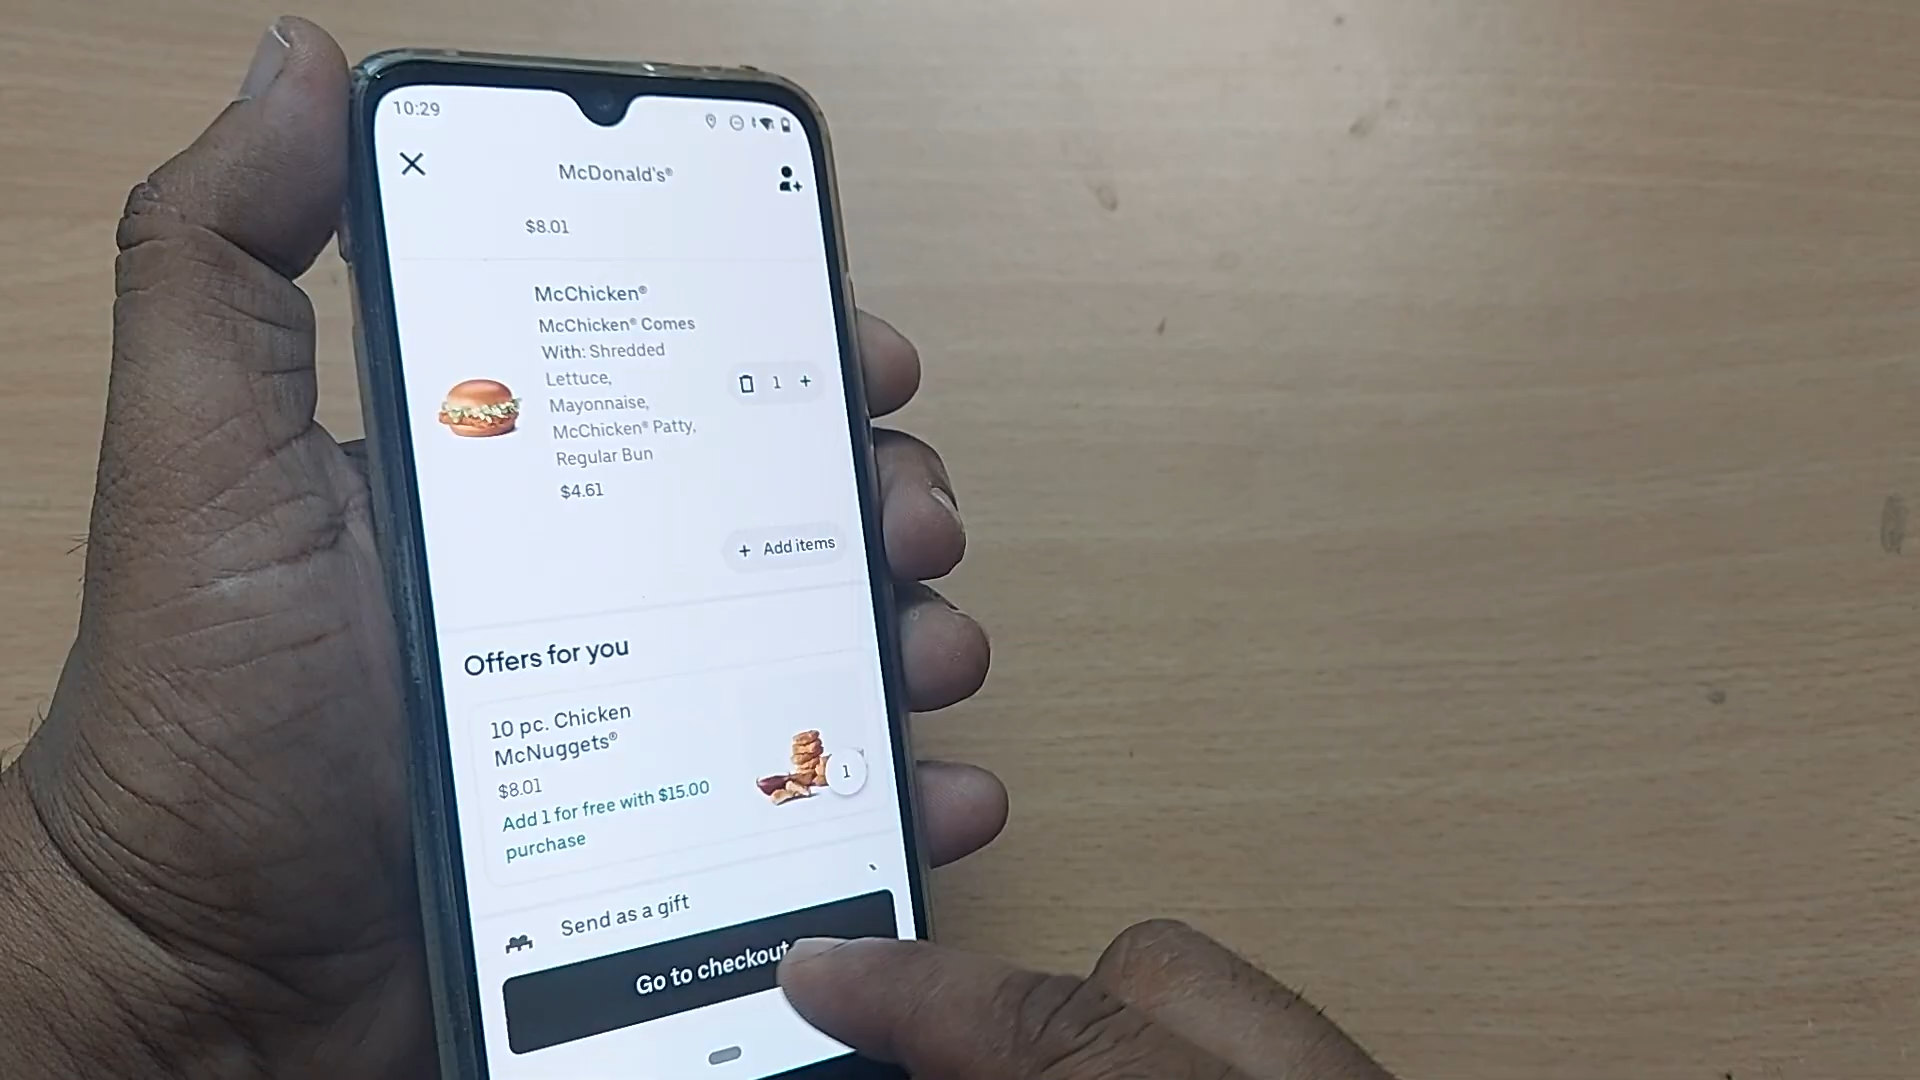 10:29
McDonald's®
$8.01
McChicken®
McChicken® Comes
With: Shredded
Lettuce,
Mayonnaise,
McChicken® Patty,
Regular Bun
1 +
$4.61
+ Add items
Offers for you
10 pc. Chicken
McNuggets®
$8.01
1
Add 1 for free with $15.00
purchase
Send as a gift
Go to checkout